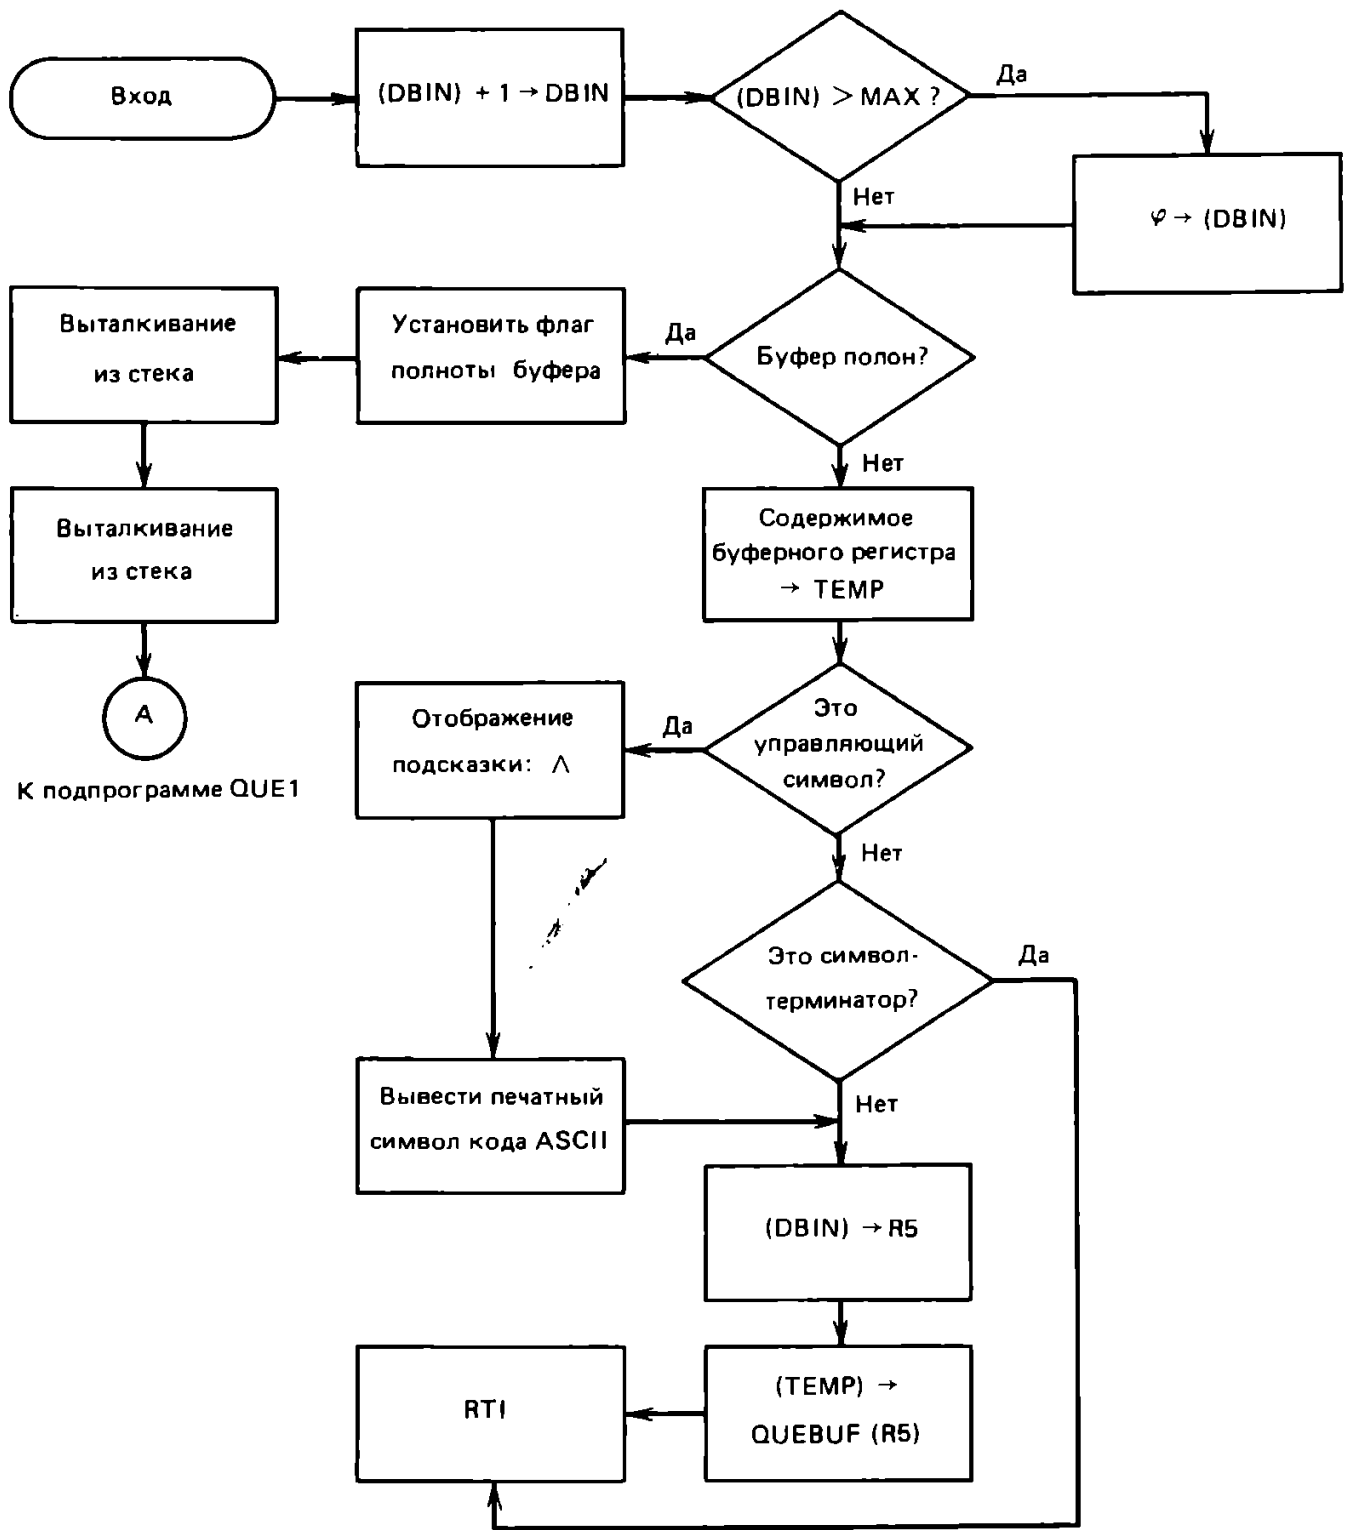 Вход
(DBIN) + 1 → DBIN
(DBIN) > MAX ?
Да
Нет
φ → (DBIN)
Буфер полон?
Да
Установить флаг
полноты буфера
Выталкивание
из стека
Выталкивание
из стека
А
К подпрограмме QUE1
Нет
Содержимое
буферного регистра
→ TEMP
Это
управляющий
символ?
Да
Отображение
подсказки: Λ
Нет
Это символ-
терминатор?
Да
Вывести печатный
символ кода ASCII
Нет
(DBIN) → R5
(TEMP) →
QUEBUF (R5)
RTI